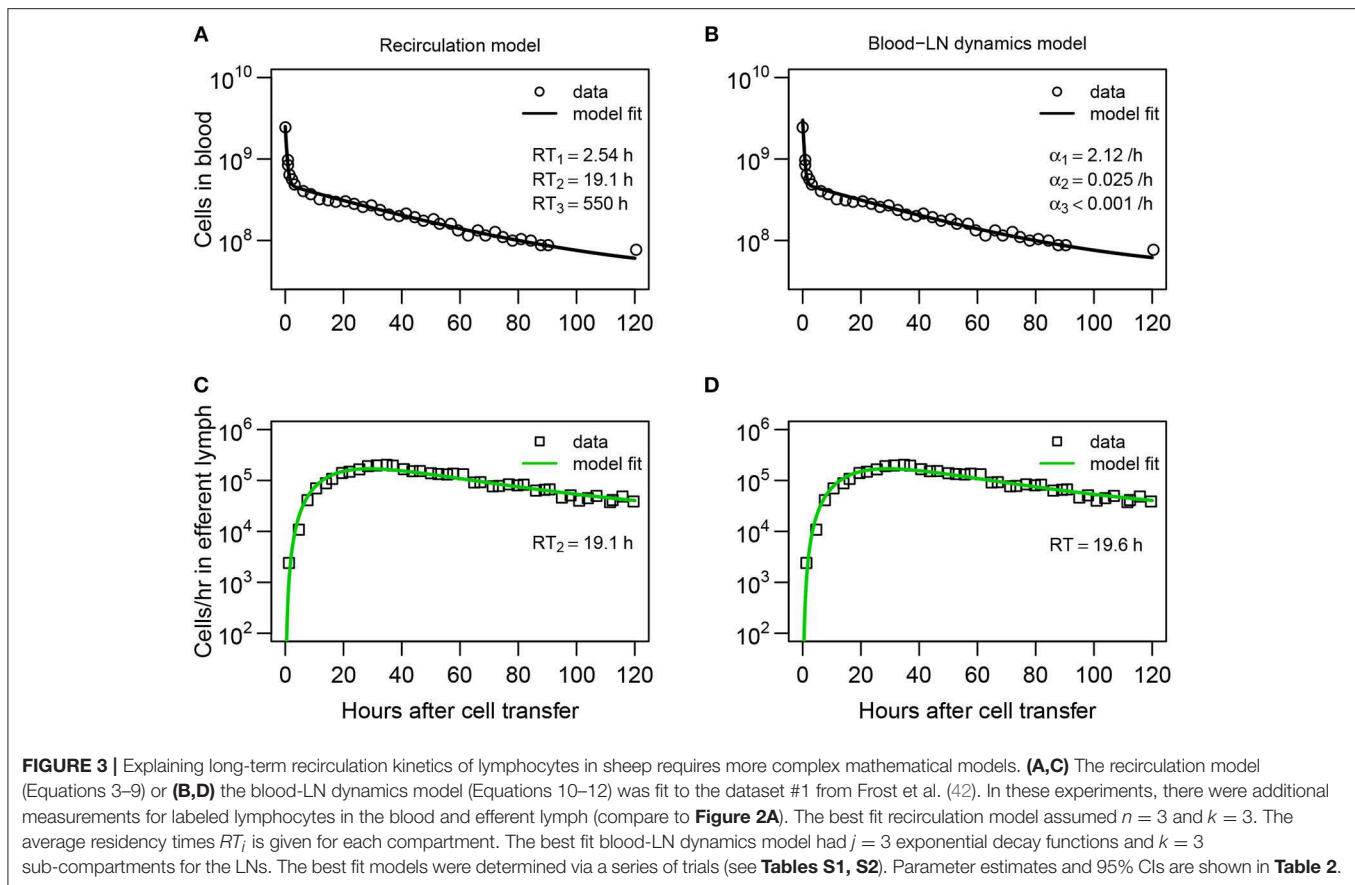 A
Recirculation model
Cells in blood
10^10
10^9
10^8
data
model fit
RT₁ = 2.54 h
RT₂ = 19.1 h
RT₃ = 550 h
0 20 40 60 80 100 120
B
Blood−LN dynamics model
10^10
10^9
10^8
data
model fit
α₁ = 2.12 /h
α₂ = 0.025 /h
α₃ < 0.001 /h
0 20 40 60 80 100 120
C
Cells/hr in efferent lymph
10^6
10^5
10^4
10^3
10^2
data
model fit
RT₂ = 19.1 h
0 20 40 60 80 100 120
Hours after cell transfer
D
10^6
10^5
10^4
10^3
10^2
data
model fit
RT = 19.6 h
0 20 40 60 80 100 120
Hours after cell transfer
FIGURE 3 | Explaining long-term recirculation kinetics of lymphocytes in sheep requires more complex mathematical models. (A,C) The recirculation model
(Equations 3–9) or (B,D) the blood-LN dynamics model (Equations 10–12) was fit to the dataset #1 from Frost et al. (42). In these experiments, there were additional
measurements for labeled lymphocytes in the blood and efferent lymph (compare to Figure 2A). The best fit recirculation model assumed n = 3 and k = 3. The
average residency times RTᵢ is given for each compartment. The best fit blood-LN dynamics model had j = 3 exponential decay functions and k = 3
sub-compartments for the LNs. The best fit models were determined via a series of trials (see Tables S1, S2). Parameter estimates and 95% CIs are shown in Table 2.